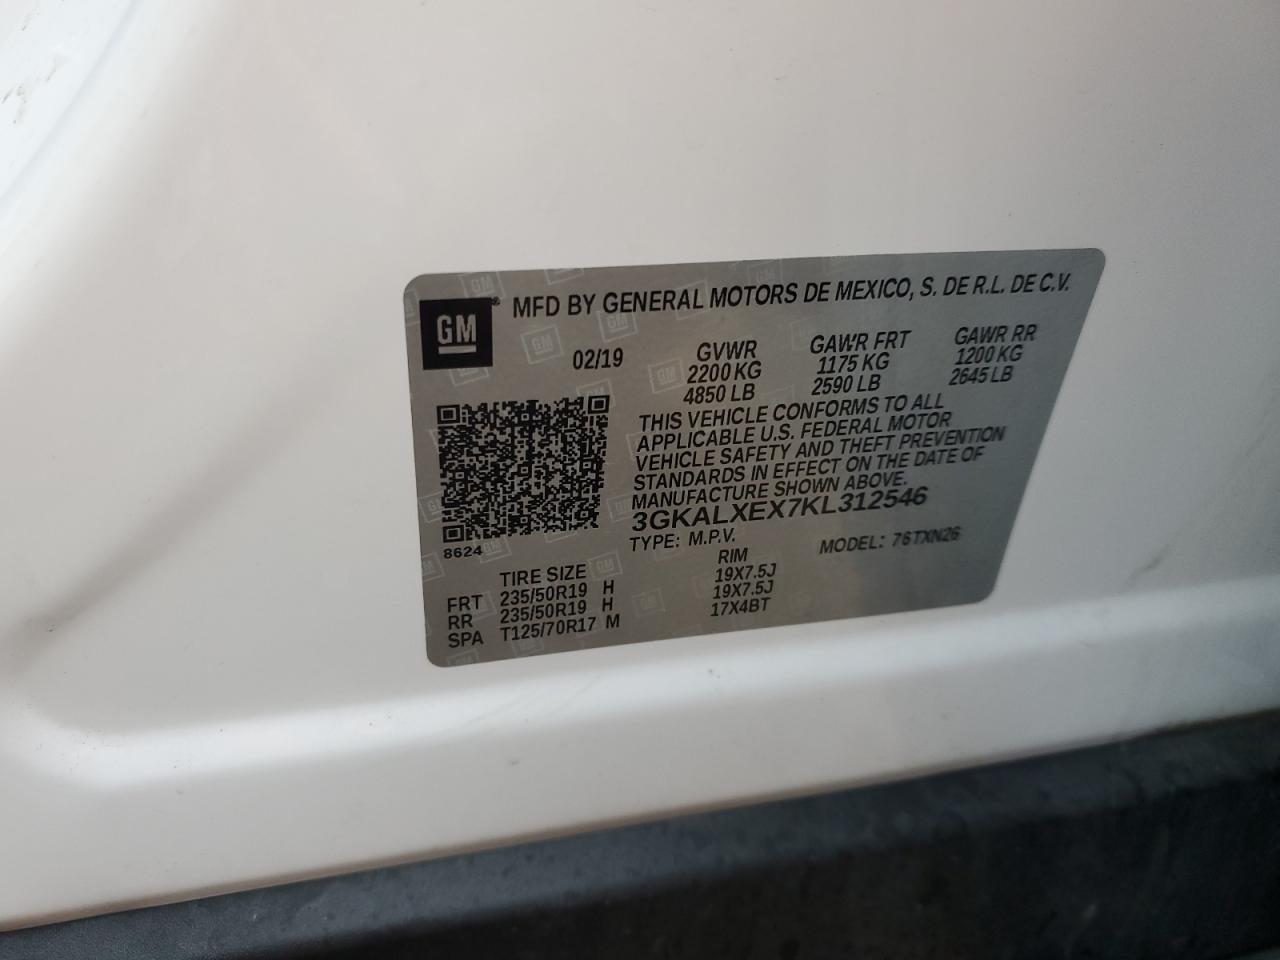 GM
® MFD BY GENERAL MOTORS DE MEXICO, S. DE R.L. DE C.V.
02/19
GVWR GAWR FRT GAWR RR
2200 KG 1175 KG 1200 KG
4850 LB 2590 LB 2645 LB
THIS VEHICLE CONFORMS TO ALL
APPLICABLE U.S. FEDERAL MOTOR
VEHICLE SAFETY AND THEFT PREVENTION
STANDARDS IN EFFECT ON THE DATE OF
MANUFACTURE SHOWN ABOVE.
3GKALXEX7KL312546
TYPE: M.P.V. MODEL: 76TXN26
8624
TIRE SIZE RIM
FRT 235/50R19 H 19X7.5J
RR 235/50R19 H 19X7.5J
SPA T125/70R17 M 17X4BT